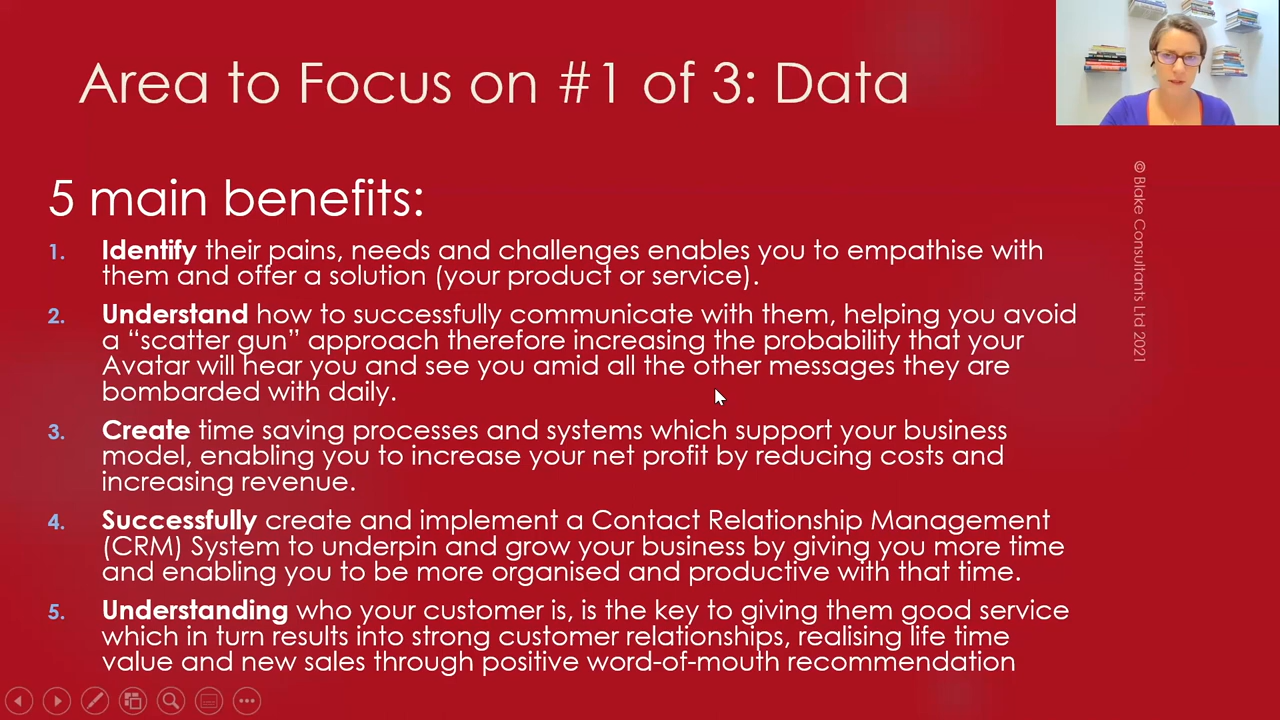 Area to Focus on #1 of 3: Data
5 main benefits:
1. Identify their pains, needs and challenges enables you to empathise with
them and offer a solution (your product or service).
2. Understand how to successfully communicate with them, helping you avoid
a “scatter gun” approach therefore increasing the probability that your
Avatar will hear you and see you amid all the other messages they are
bombarded with daily.
3. Create time saving processes and systems which support your business
model, enabling you to increase your net profit by reducing costs and
increasing revenue.
4. Successfully create and implement a Contact Relationship Management
(CRM) System to underpin and grow your business by giving you more time
and enabling you to be more organised and productive with that time.
5. Understanding who your customer is, is the key to giving them good service
which in turn results into strong customer relationships, realising life time
value and new sales through positive word-of-mouth recommendation
© Blake Consultants Ltd 2021